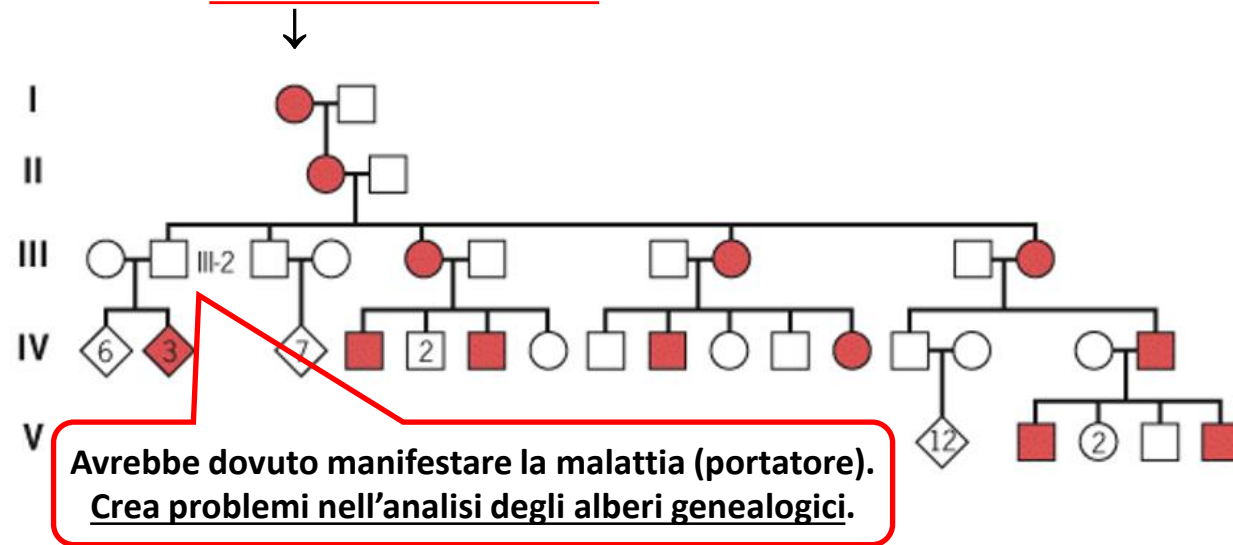 I
II
III
III-2
IV
6
3
7
2
V
12
2
Avrebbe dovuto manifestare la malattia (portatore).
Crea problemi nell'analisi degli alberi genealogici.